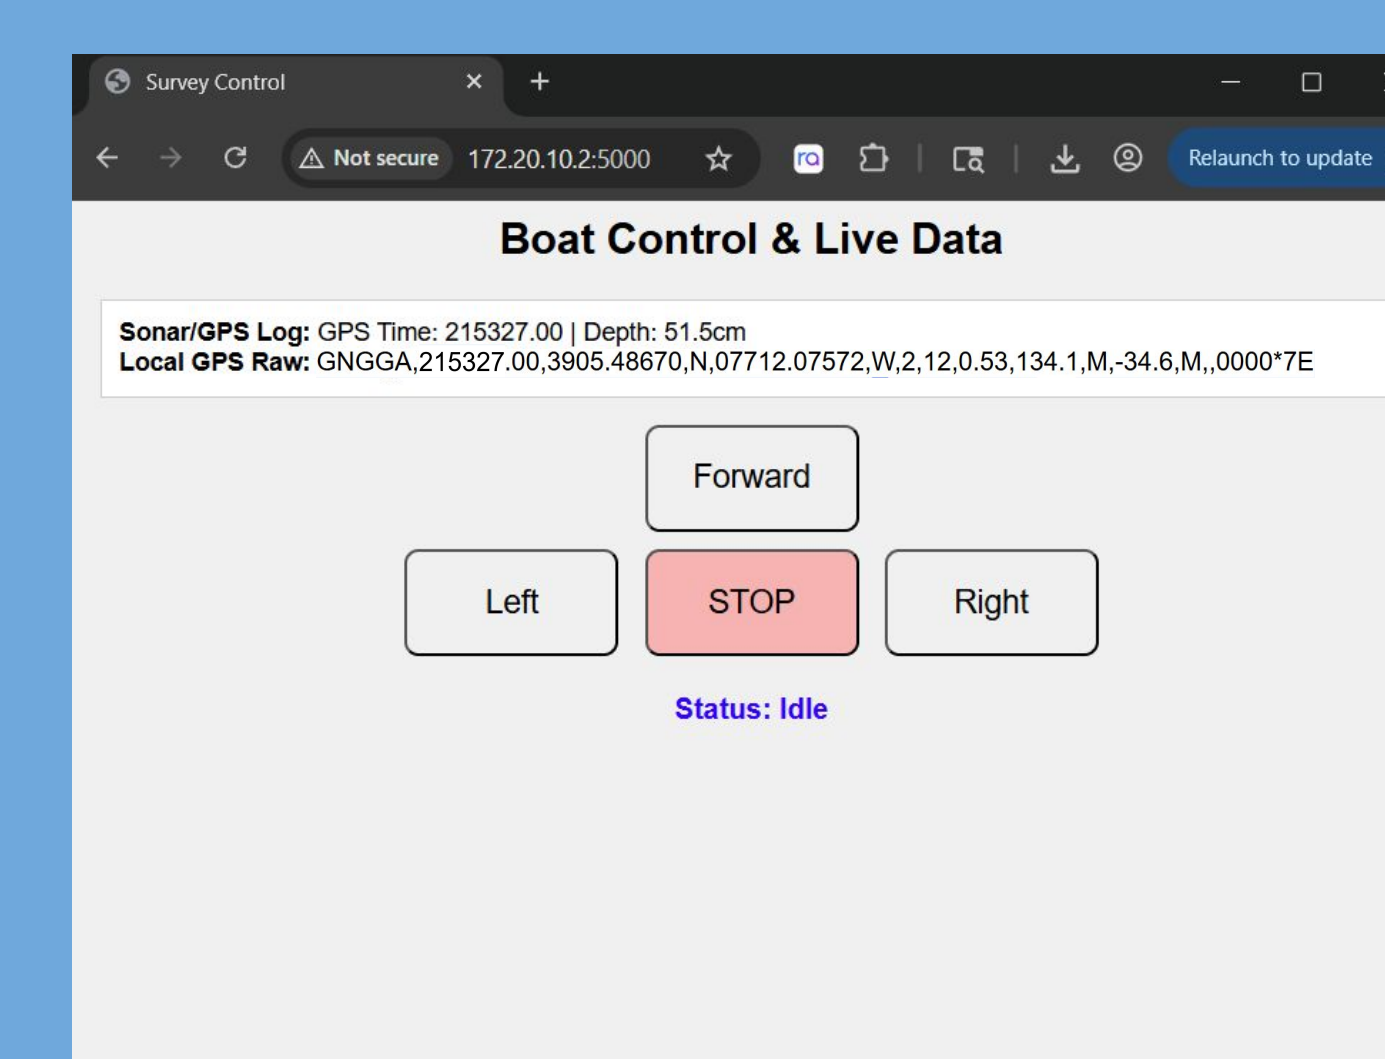 Survey Control
Not secure 172.20.10.2:5000
ra
Relaunch to update
Boat Control & Live Data
Sonar/GPS Log: GPS Time: 215327.00 | Depth: 51.5cm
Local GPS Raw: GNGGA,215327.00,3905.48670,N,07712.07572,W,2,12,0.53,134.1,M,-34.6,M,,0000*7E
Forward
Left STOP Right
Status: Idle